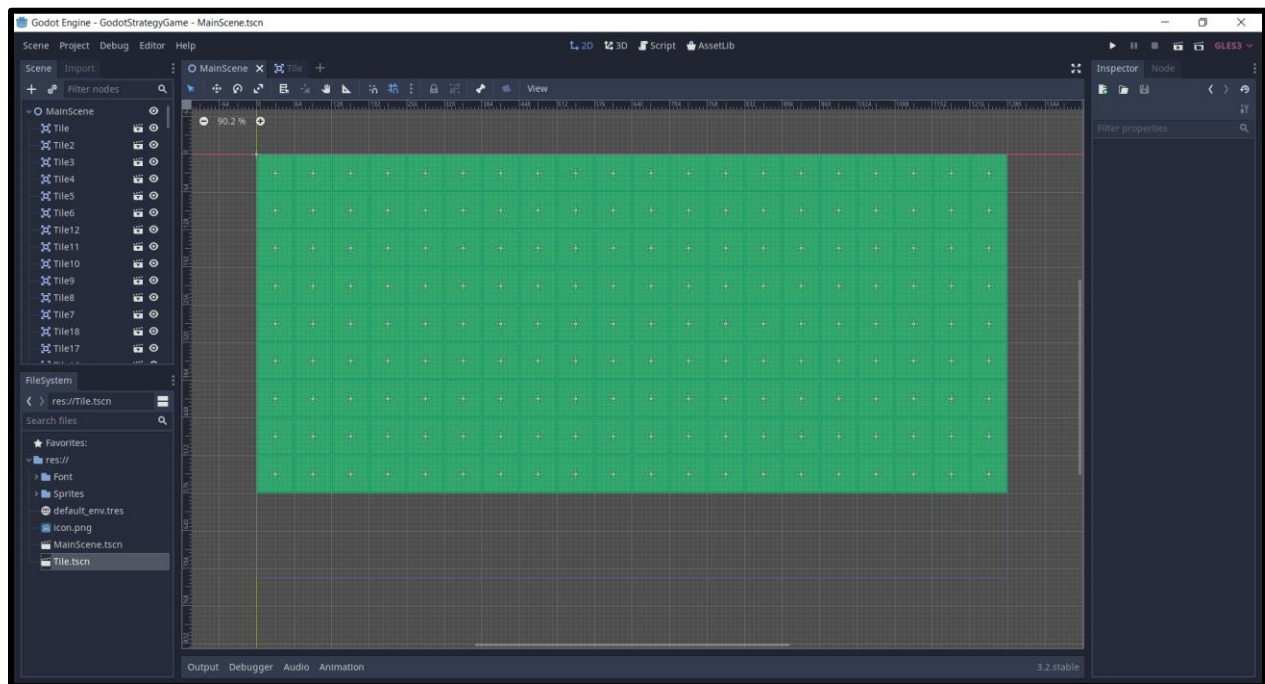 Godot Engine - GodotStrategyGame - MainScene.tscn
Scene Project Debug Editor Help
2D 3D Script AssetLib
GLES3
Scene Import
MainScene Tile
Inspector Node
Filter nodes
View
MainScene
90.2 %
Filter properties
Tile
Tile2
Tile3
Tile4
Tile5
Tile6
Tile12
Tile11
Tile10
Tile9
Tile8
Tile7
Tile18
Tile17
FileSystem
res://Tile.tscn
Search files
Favorites:
res://
Font
Sprites
default_env.tres
icon.png
MainScene.tscn
Tile.tscn
Output Debugger Audio Animation
3.2.stable